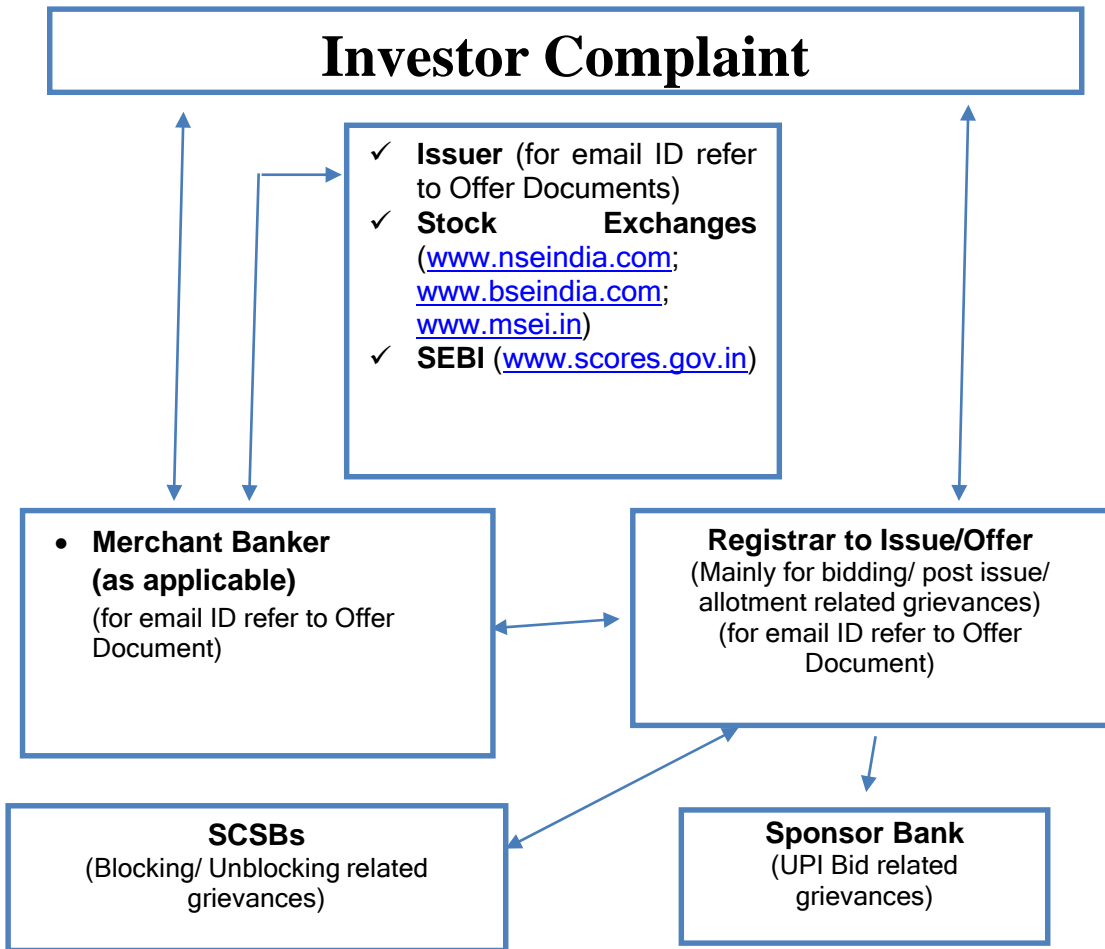 Investor Complaint
✓ Issuer (for email ID refer
to Offer Documents)
✓ Stock Exchanges
(www.nseindia.com;
www.bseindia.com;
www.msei.in)
✓ SEBI (www.scores.gov.in)
• Merchant Banker
(as applicable)
(for email ID refer to Offer
Document)
Registrar to Issue/Offer
(Mainly for bidding/ post issue/
allotment related grievances)
(for email ID refer to Offer
Document)
SCSBs
(Blocking/ Unblocking related
grievances)
Sponsor Bank
(UPI Bid related
grievances)